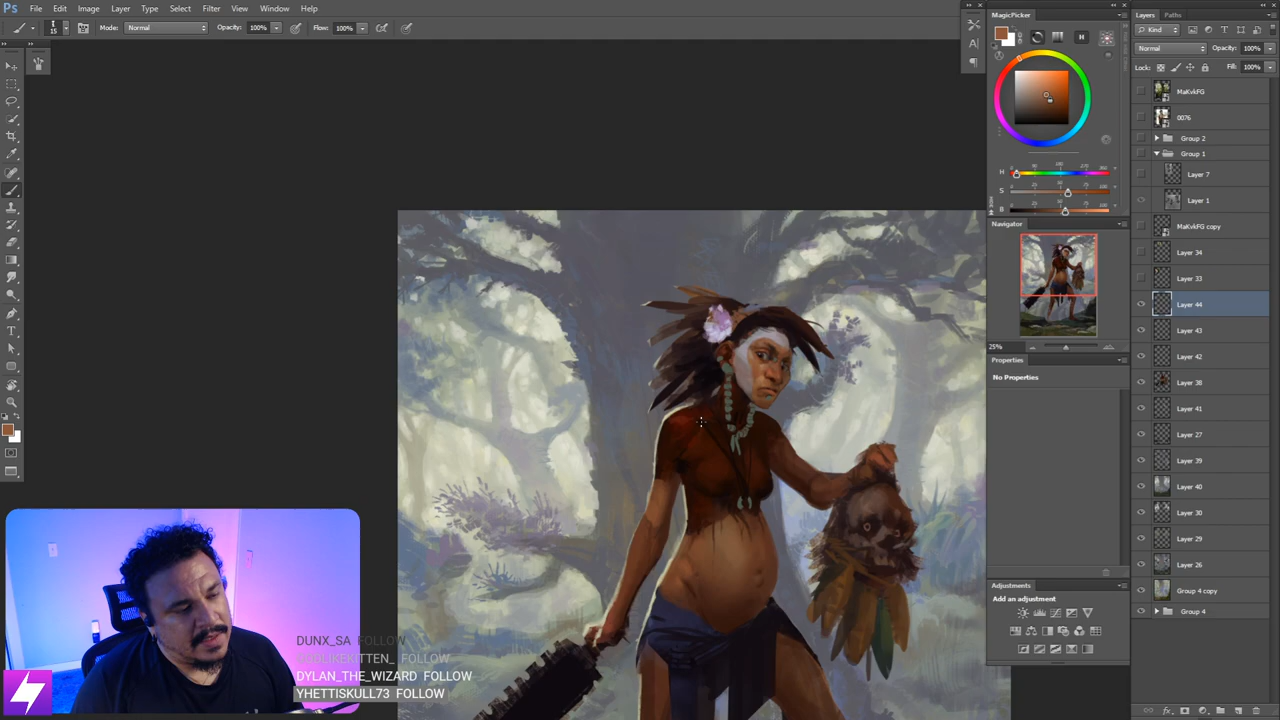 Ps File Edit Image Layer Type Select Filter View Window Help
15 Mode: Normal Opacity: 100% Flow: 100%
MagicPicker
H
H
S
B
Navigator
25%
Properties
No Properties
Adjustments
Add an adjustment
Layers Paths
Kind
Normal Opacity: 100%
Lock: Fill: 100%
MaKvkFG
0076
Group 2
Group 1
Layer 7
Layer 1
MaKvkFG copy
Layer 34
Layer 33
Layer 44
Layer 43
Layer 42
Layer 38
Layer 41
Layer 27
Layer 39
Layer 40
Layer 30
Layer 29
Layer 26
Group 4 copy
Group 4
DUNX_SA FOLLOW
FOLLOW
DYLAN_THE_WIZARD FOLLOW
YHETTISKULL73 FOLLOW